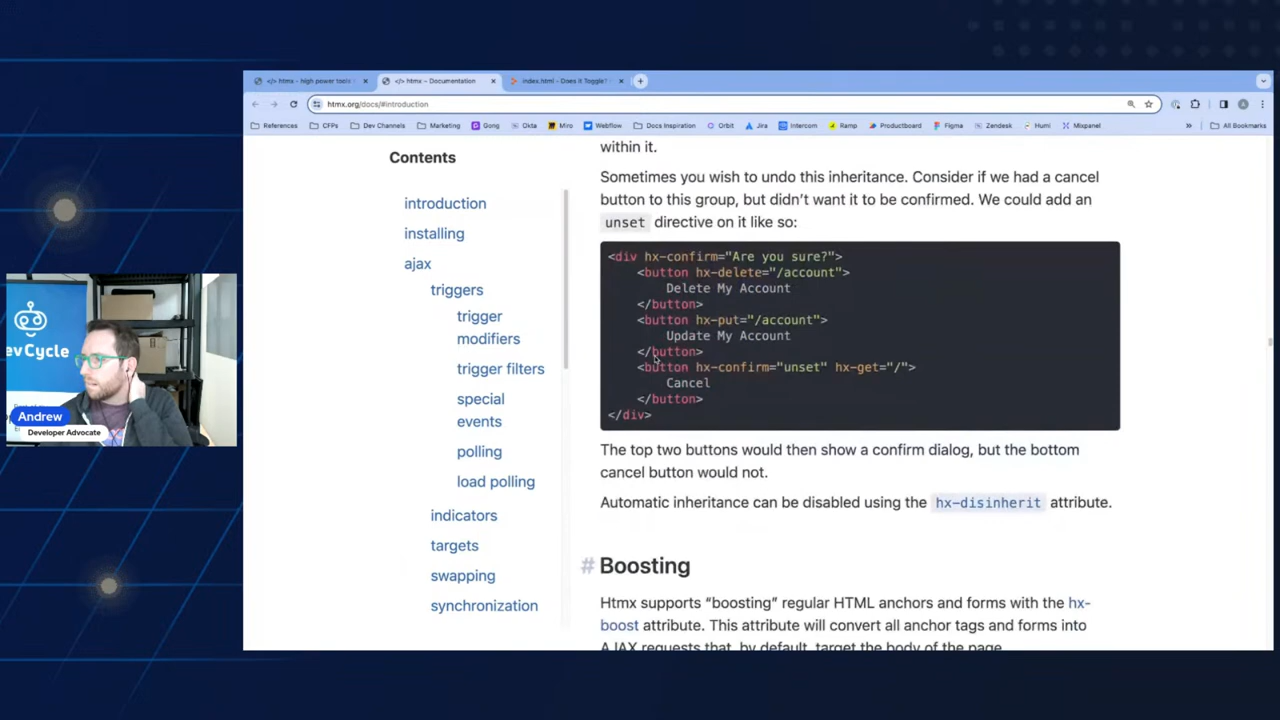 </> htmx - high power tools
</> htmx ~ Documentation
index.html - Does It Toggle?
htmx.org/docs/#introduction
References
CFPs
Dev Channels
Marketing
Gong
Okta
Miro
Webflow
Docs Inspiration
Orbit
Jira
Intercom
Ramp
Productboard
Figma
Zendesk
Humi
Mixpanel
»
All Bookmarks
Contents
introduction
installing
ajax
triggers
trigger
modifiers
trigger filters
special
events
polling
load polling
indicators
targets
swapping
synchronization
within it.
Sometimes you wish to undo this inheritance. Consider if we had a cancel
button to this group, but didn’t want it to be confirmed. We could add an
unset directive on it like so:
<div hx-confirm="Are you sure?">
<button hx-delete="/account">
Delete My Account
</button>
<button hx-put="/account">
Update My Account
</button>
<button hx-confirm="unset" hx-get="/">
Cancel
</button>
</div>
The top two buttons would then show a confirm dialog, but the bottom
cancel button would not.
Automatic inheritance can be disabled using the hx-disinherit attribute.
# Boosting
Htmx supports “boosting” regular HTML anchors and forms with the hx-
boost attribute. This attribute will convert all anchor tags and forms into
AJAX requests that, by default, target the body of the page.
evCycle
Andrew
Developer Advocate